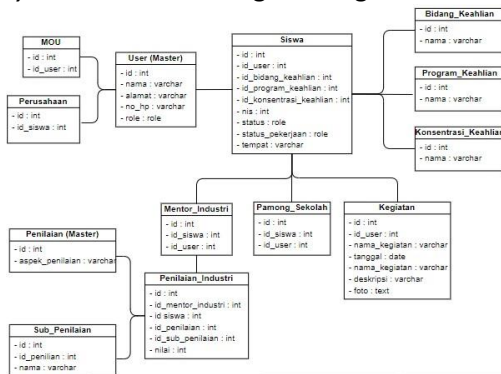 MOU
- id : int
- id_user : int
Perusahaan
- id : int
- id_siswa : int
User (Master)
- id : int
- nama : varchar
- alamat : varchar
- no_hp : varchar
- role : role
Siswa
- id : int
- id_user : int
- id_bidang_keahlian : int
- id_program_keahlian : int
- id_konsentrasi_keahlian : int
- nis : int
- status : role
- status_pekerjaan : role
- tempat : varchar
Bidang_Keahlian
- id : int
- nama : varchar
Program_Keahlian
- id : int
- nama : varchar
Konsentrasi_Keahlian
- id : int
- nama : varchar
Mentor_Industri
- id : int
- id_siswa : int
- id_user : int
Pamong_Sekolah
- id : int
- id_siswa : int
- id_user : int
Kegiatan
- id : int
- id_user : int
- nama_kegiatan : varchar
- tanggal : date
- nama_kegiatan : varchar
- deskripsi : varchar
- foto : text
Penilaian (Master)
- id : int
- aspek_penilaian : varchar
Sub_Penilaian
- id : int
- id_penilian : int
- nama : varchar
Penilaian_Industri
- id : int
- id_mentor_industri : int
- id siswa : int
- id_penilaian : int
- id_sub_penilaian : int
- nilai : int